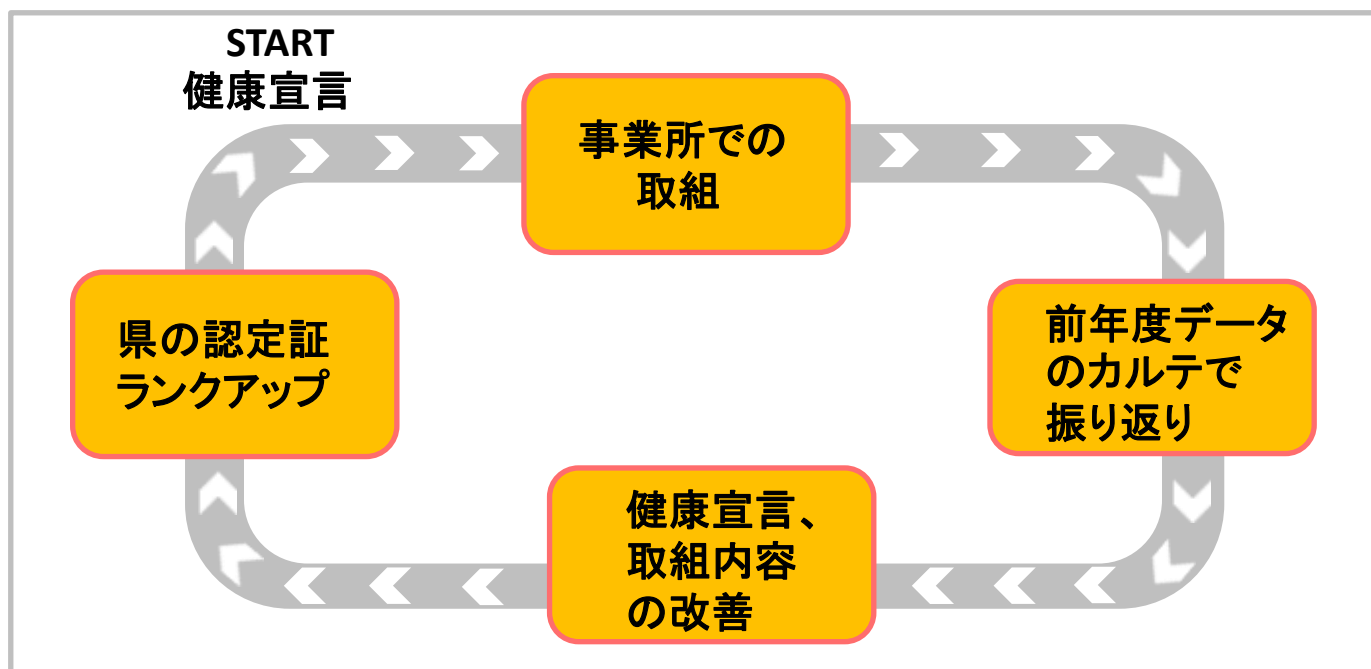 START
健康宣言
事業所での
取組
前年度データ
のカルテで
振り返り
健康宣言、
取組内容
の改善
県の認定証
ランクアップ